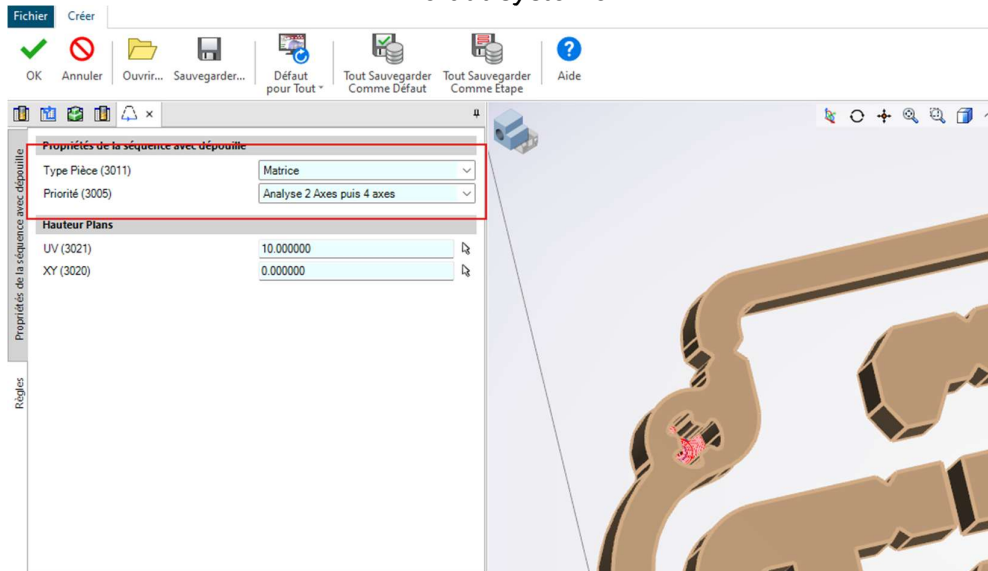 Fichier Créer
OK Annuler Ouvrir... Sauvegarder... Défaut pour Tout Tout Sauvegarder Comme Défaut Tout Sauvegarder Comme Etape Aide
Propriétés de la séquence avec dépouille
Type Pièce (3011) Matrice
Priorité (3005) Analyse 2 Axes puis 4 axes
Hauteur Plans
UV (3021) 10.000000
XY (3020) 0.000000
Propriétés de la séquence avec dépouille
Règles